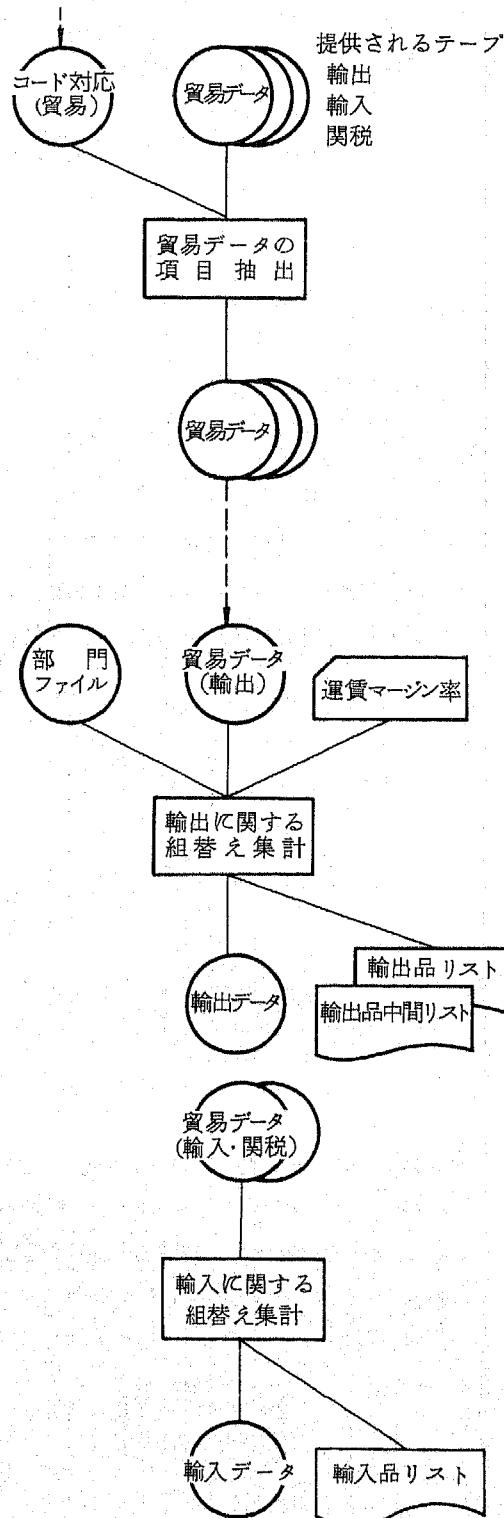 提供されるテープ
輸出
輸入
関税
コード対応
(貿易)
貿易データ
貿易データの
項目抽出
貿易データ
部門
ファイル
貿易データ
(輸出)
運賃マージン率
輸出に関する
組替え集計
輸出データ
輸出品リスト
輸出品中間リスト
貿易データ
(輸入・関税)
輸入に関する
組替え集計
輸入データ
輸入品リスト